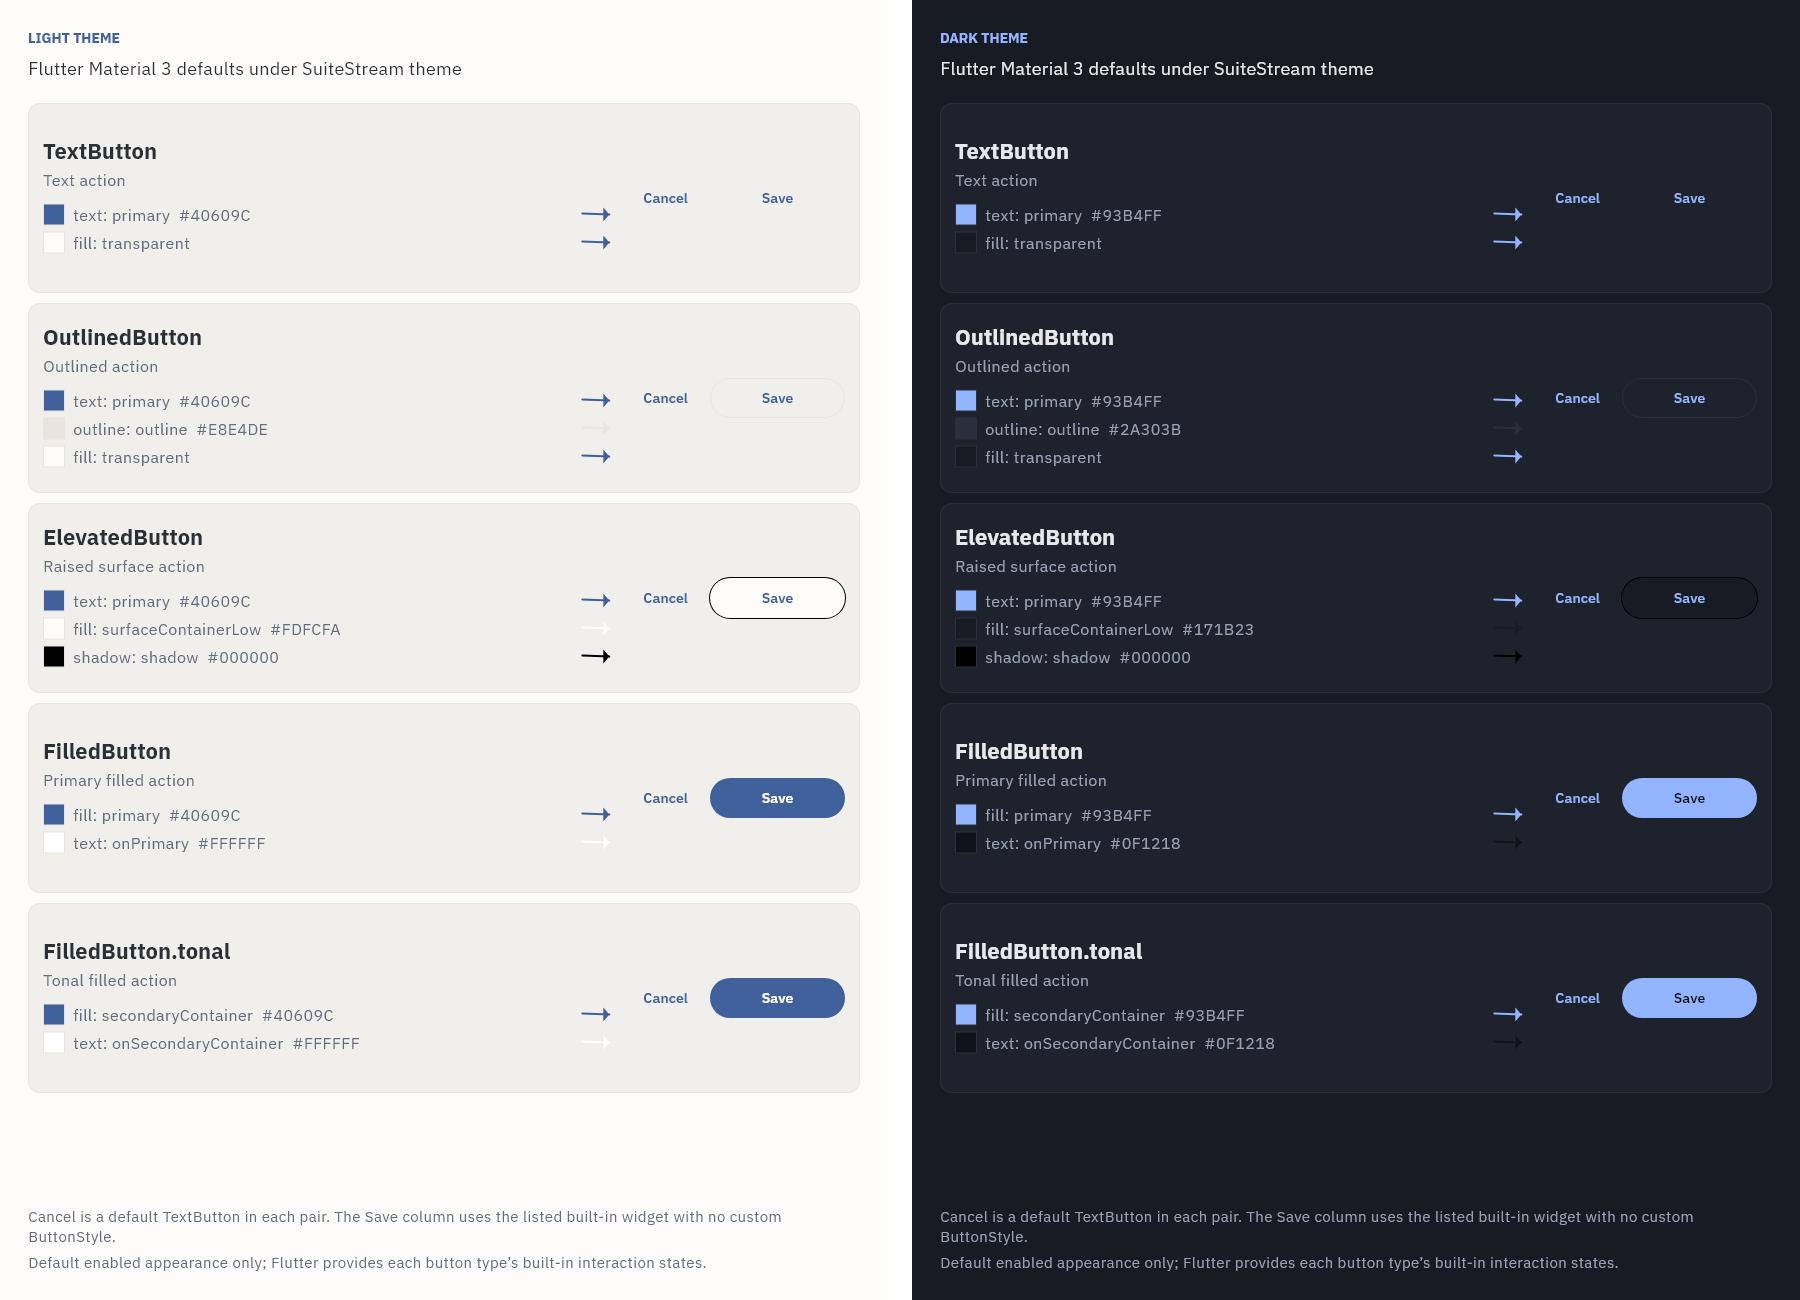 LIGHT THEME
Flutter Material 3 defaults under SuiteStream theme
TextButton
Text action
text: primary #40609C
fill: transparent
Cancel
Save
OutlinedButton
Outlined action
text: primary #40609C
outline: outline #E8E4DE
fill: transparent
Cancel
Save
ElevatedButton
Raised surface action
text: primary #40609C
fill: surfaceContainerLow #FDFCFA
shadow: shadow #000000
Cancel
Save
FilledButton
Primary filled action
fill: primary #40609C
text: onPrimary #FFFFFF
Cancel
Save
FilledButton.tonal
Tonal filled action
fill: secondaryContainer #40609C
text: onSecondaryContainer #FFFFFF
Cancel
Save
Cancel is a default TextButton in each pair. The Save column uses the listed built-in widget with no custom
ButtonStyle.
Default enabled appearance only; Flutter provides each button type’s built-in interaction states.
DARK THEME
Flutter Material 3 defaults under SuiteStream theme
TextButton
Text action
text: primary #93B4FF
fill: transparent
Cancel
Save
OutlinedButton
Outlined action
text: primary #93B4FF
outline: outline #2A303B
fill: transparent
Cancel
Save
ElevatedButton
Raised surface action
text: primary #93B4FF
fill: surfaceContainerLow #171B23
shadow: shadow #000000
Cancel
Save
FilledButton
Primary filled action
fill: primary #93B4FF
text: onPrimary #0F1218
Cancel
Save
FilledButton.tonal
Tonal filled action
fill: secondaryContainer #93B4FF
text: onSecondaryContainer #0F1218
Cancel
Save
Cancel is a default TextButton in each pair. The Save column uses the listed built-in widget with no custom
ButtonStyle.
Default enabled appearance only; Flutter provides each button type’s built-in interaction states.